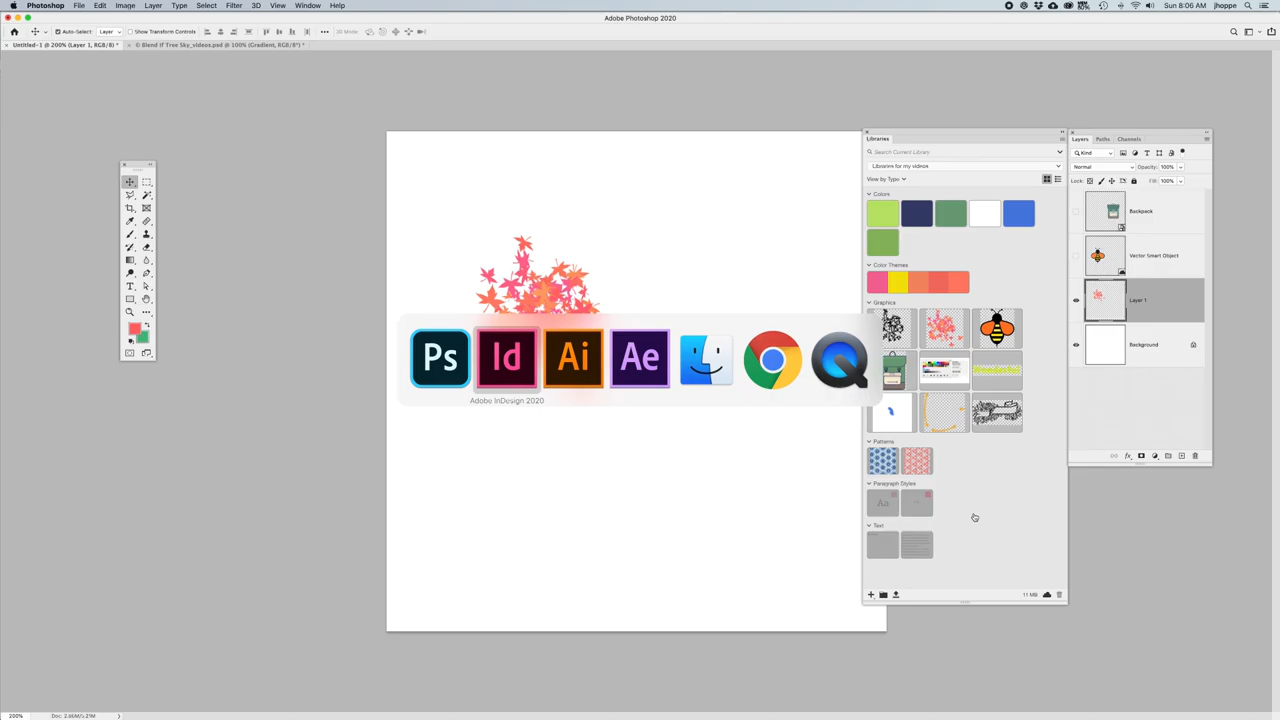 Photoshop File Edit Image Layer Type Select Filter 3D View Window Help
Sun 8:06 AM jhoppe
Adobe Photoshop 2020
Auto-Select: Layer Show Transform Controls 3D Mode:
Untitled-1 @ 200% (Layer 1, RGB/8) *
© Blend If Tree Sky_videos.psd @ 100% (Gradient, RGB/8*) *
Libraries
Search Current Library
Libraries for my videos
View by Type
Colors
Color Themes
Graphics
Patterns
Paragraph Styles
Aa
Text
11 MB
Layers Paths Channels
Kind
Normal Opacity: 100%
Lock: Fill: 100%
Backpack
Vector Smart Object
Layer 1
Background
Ps Id Ai Ae
Adobe InDesign 2020
200% Doc: 2.86M/5.21M